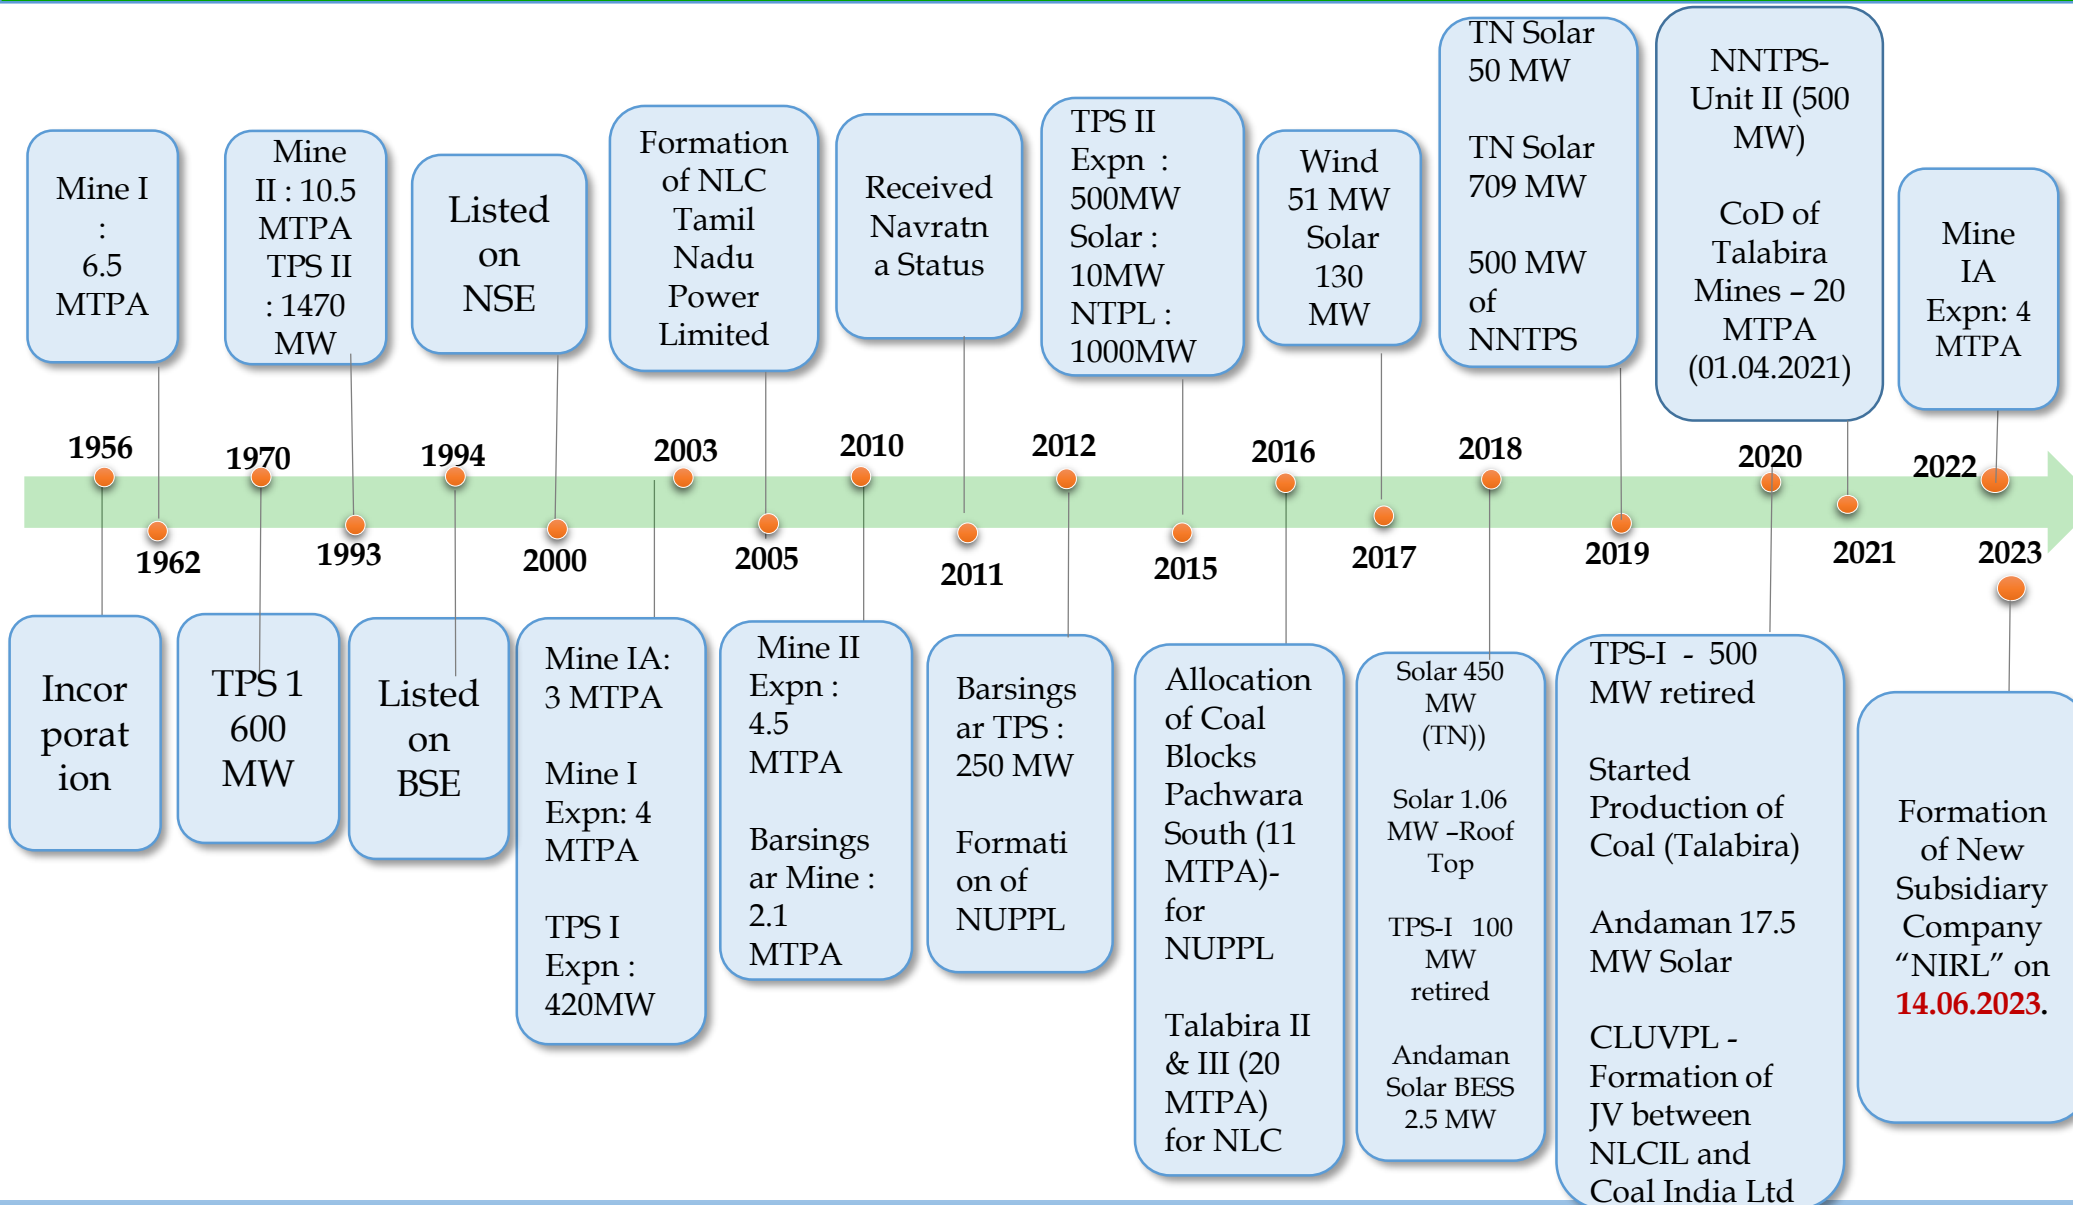 Mine I
:
6.5
MTPA
Mine
II : 10.5
MTPA
TPS II
: 1470
MW
Listed
on
NSE
Formation
of NLC
Tamil
Nadu
Power
Limited
Received
Navratn
a Status
TPS II
Expn :
500MW
Solar :
10MW
NTPL :
1000MW
Wind
51 MW
Solar
130
MW
TN Solar
50 MW
TN Solar
709 MW
500 MW
of
NNTPS
NNTPS-
Unit II (500
MW)
CoD of
Talabira
Mines – 20
MTPA
(01.04.2021)
Mine
IA
Expn: 4
MTPA
1956
1970
1994
2003
2010
2012
2016
2018
2020
2022
1962
1993
2000
2005
2011
2015
2017
2019
2021
2023
Incor
porat
ion
TPS 1
600
MW
Listed
on
BSE
Mine IA:
3 MTPA
Mine I
Expn: 4
MTPA
TPS I
Expn :
420MW
Mine II
Expn :
4.5
MTPA
Barsings
ar Mine :
2.1
MTPA
Barsings
ar TPS :
250 MW
Formati
on of
NUPPL
Allocation
of Coal
Blocks
Pachwara
South (11
MTPA)-
for
NUPPL
Talabira II
& III (20
MTPA)
for NLC
Solar 450
MW
(TN))
Solar 1.06
MW –Roof
Top
TPS-I 100
MW
retired
Andaman
Solar BESS
2.5 MW
TPS-I - 500
MW retired
Started
Production of
Coal (Talabira)
Andaman 17.5
MW Solar
CLUVPL -
Formation of
JV between
NLCIL and
Coal India Ltd
Formation
of New
Subsidiary
Company
“NIRL” on
14.06.2023.